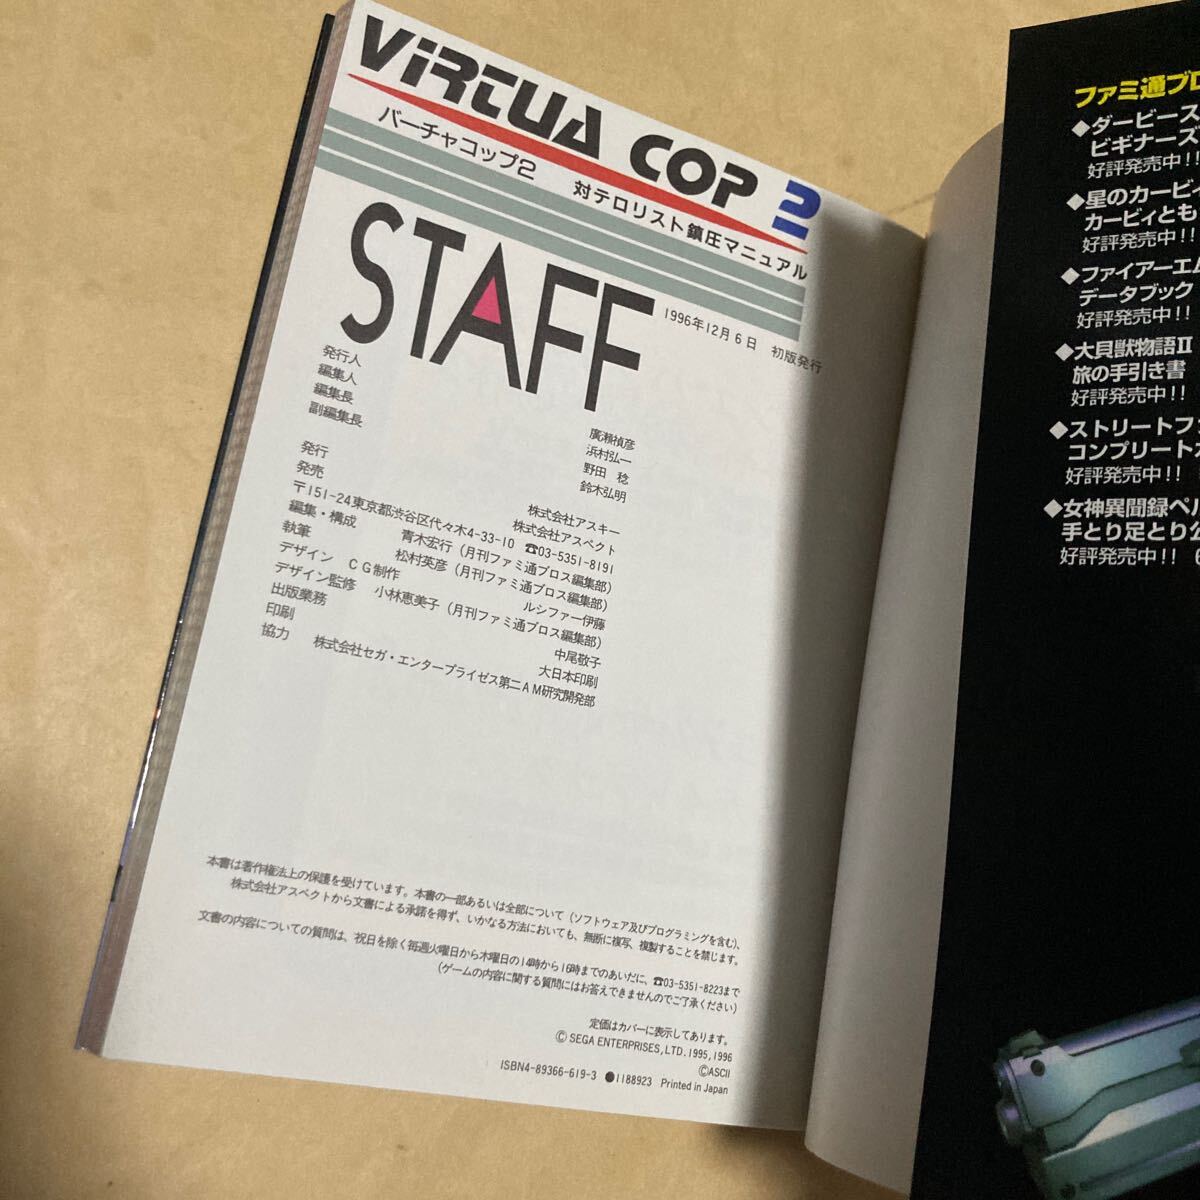 VIRTUA COP 2
バーチャコップ2 対テロリスト鎮圧マニュアル
STAFF
1996年12月6日 初版発行
発行人 廣瀬禎彦
編集人 浜村弘一
編集長 野田 稔
副編集長 鈴木弘明
発行 株式会社アスキー
発売 株式会社アスペクト
〒151-24東京都渋谷区代々木4-33-10 ☎03-5351-8191
編集・構成 青木宏行（月刊ファミ通ブロス編集部）
執筆 松村英彦（月刊ファミ通ブロス編集部）
デザイン CG制作 ルシファー伊藤
デザイン監修 小林恵美子（月刊ファミ通ブロス編集部）
出版業務 中尾敬子
印刷 大日本印刷
協力 株式会社セガ・エンタープライゼス第二AM研究開発部
本書は著作権法上の保護を受けています。本書の一部あるいは全部について（ソフトウェア及びプログラミングを含む）、
株式会社アスペクトから文書による承諾を得ず、いかなる方法においても、無断に複写、複製することを禁じます。
文書の内容についての質問は、祝日を除く毎週火曜日から木曜日の14時から16時までのあいだに、☎03-5351-8223まで
（ゲームの内容に関する質問にはお答えできませんのでご了承ください）
定価はカバーに表示してあります。
© SEGA ENTERPRISES, LTD. 1995, 1996
©ASCII
ISBN4-89366-619-3 ●1188923 Printed in Japan
ファミ通ブロ
◆ダービース
ビギナーズ
好評発売中!!
◆星のカービィ
カービィとも
好評発売中!!
◆ファイアーエム
データブック
好評発売中!!
◆大貝獣物語II
旅の手引き書
好評発売中!!
◆ストリートファ
コンプリート
好評発売中!!
◆女神異聞録ペル
手とり足とり公
好評発売中!!